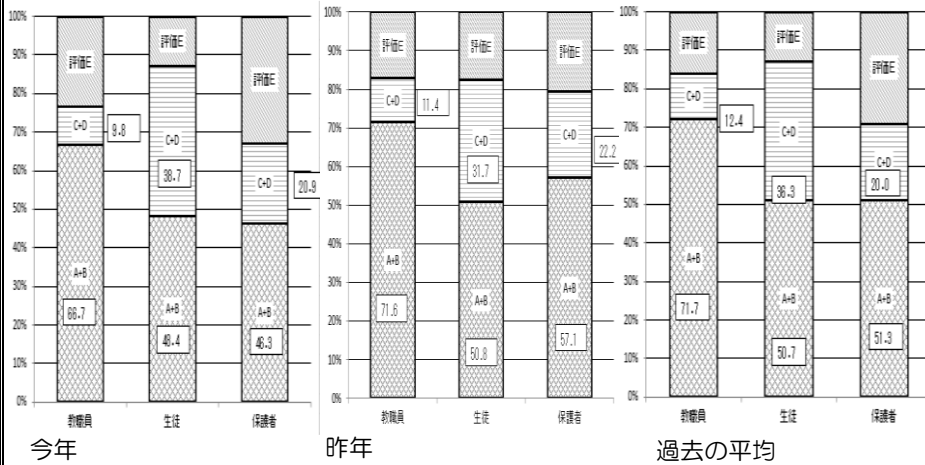 100%
90%
80%
70%
60%
50%
40%
30%
20%
10%
0%
評価E
C+D
9.8
A+B
66.7
評価E
C+D
38.7
A+B
48.4
評価E
C+D
20.9
A+B
46.3
教職員 生徒 保護者
今年
100%
90%
80%
70%
60%
50%
40%
30%
20%
10%
0%
評価E
C+D
11.4
A+B
71.6
評価E
C+D
31.7
A+B
50.8
評価E
C+D
22.2
A+B
57.1
教職員 生徒 保護者
昨年
100%
90%
80%
70%
60%
50%
40%
30%
20%
10%
0%
評価E
C+D
12.4
A+B
71.7
評価E
C+D
36.3
A+B
50.7
評価E
C+D
20.0
A+B
51.3
教職員 生徒 保護者
過去の平均